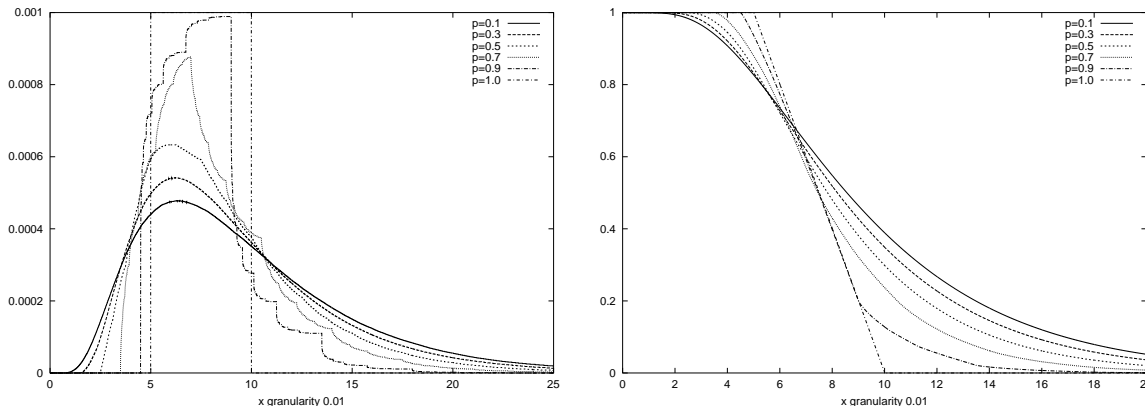 0.001
0.0008
0.0006
0.0004
0.0002
0
0 5 10 15 20 25
x granularity 0.01
p=0.1
p=0.3
p=0.5
p=0.7
p=0.9
p=1.0
1
0.8
0.6
0.4
0.2
0
0 2 4 6 8 10 12 14 16 18 20
x granularity 0.01
p=0.1
p=0.3
p=0.5
p=0.7
p=0.9
p=1.0